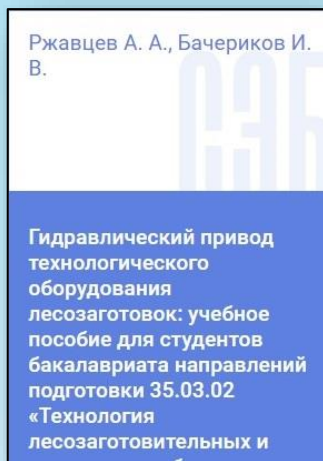 Ржавцев А. А., Бачериков И.
В.
СЭБ
Гидравлический привод
технологического
оборудования
лесозаготовок: учебное
пособие для студентов
бакалавриата направлений
подготовки 35.03.02
«Технология
лесозаготовительных и